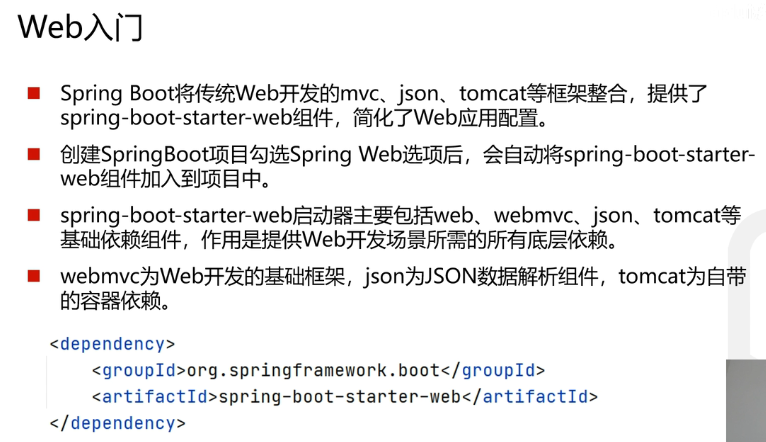 Web入门
Spring Boot将传统Web开发的mvc、json、tomcat等框架整合，提供了
spring-boot-starter-web组件，简化了Web应用配置。
创建SpringBoot项目勾选Spring Web选项后，会自动将spring-boot-starter-
web组件加入到项目中。
spring-boot-starter-web启动器主要包括web、webmvc、json、tomcat等
基础依赖组件，作用是提供Web开发场景所需的所有底层依赖。
webmvc为Web开发的基础框架，json为JSON数据解析组件，tomcat为自带
的容器依赖。
<dependency>
    <groupId>org.springframework.boot</groupId>
    <artifactId>spring-boot-starter-web</artifactId>
</dependency>